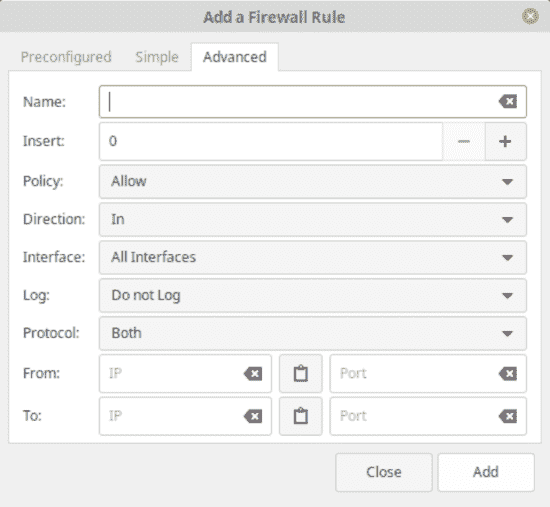 Add a Firewall Rule
Preconfigured Simple Advanced
Name:
Insert: 0
Policy: Allow
Direction: In
Interface: All Interfaces
Log: Do not Log
Protocol: Both
From: IP Port
To: IP Port
Close Add